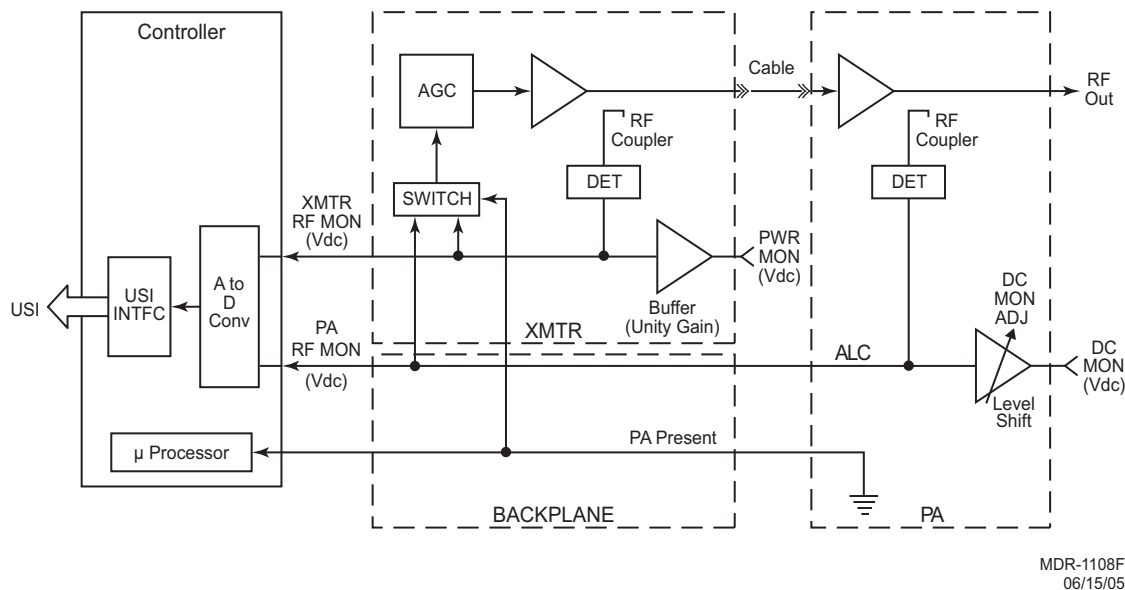 Controller
AGC
Cable
RF
Out
RF
Coupler
RF
Coupler
DET
DET
SWITCH
XMTR
RF MON
(Vdc)
PWR
MON
(Vdc)
A to
D
Conv
USI
INTFC
USI
Buffer
(Unity Gain)
DC
MON
ADJ
XMTR
PA
RF MON
(Vdc)
ALC
DC
MON
(Vdc)
Level
Shift
µ Processor
PA Present
BACKPLANE
PA
MDR-1108F
06/15/05